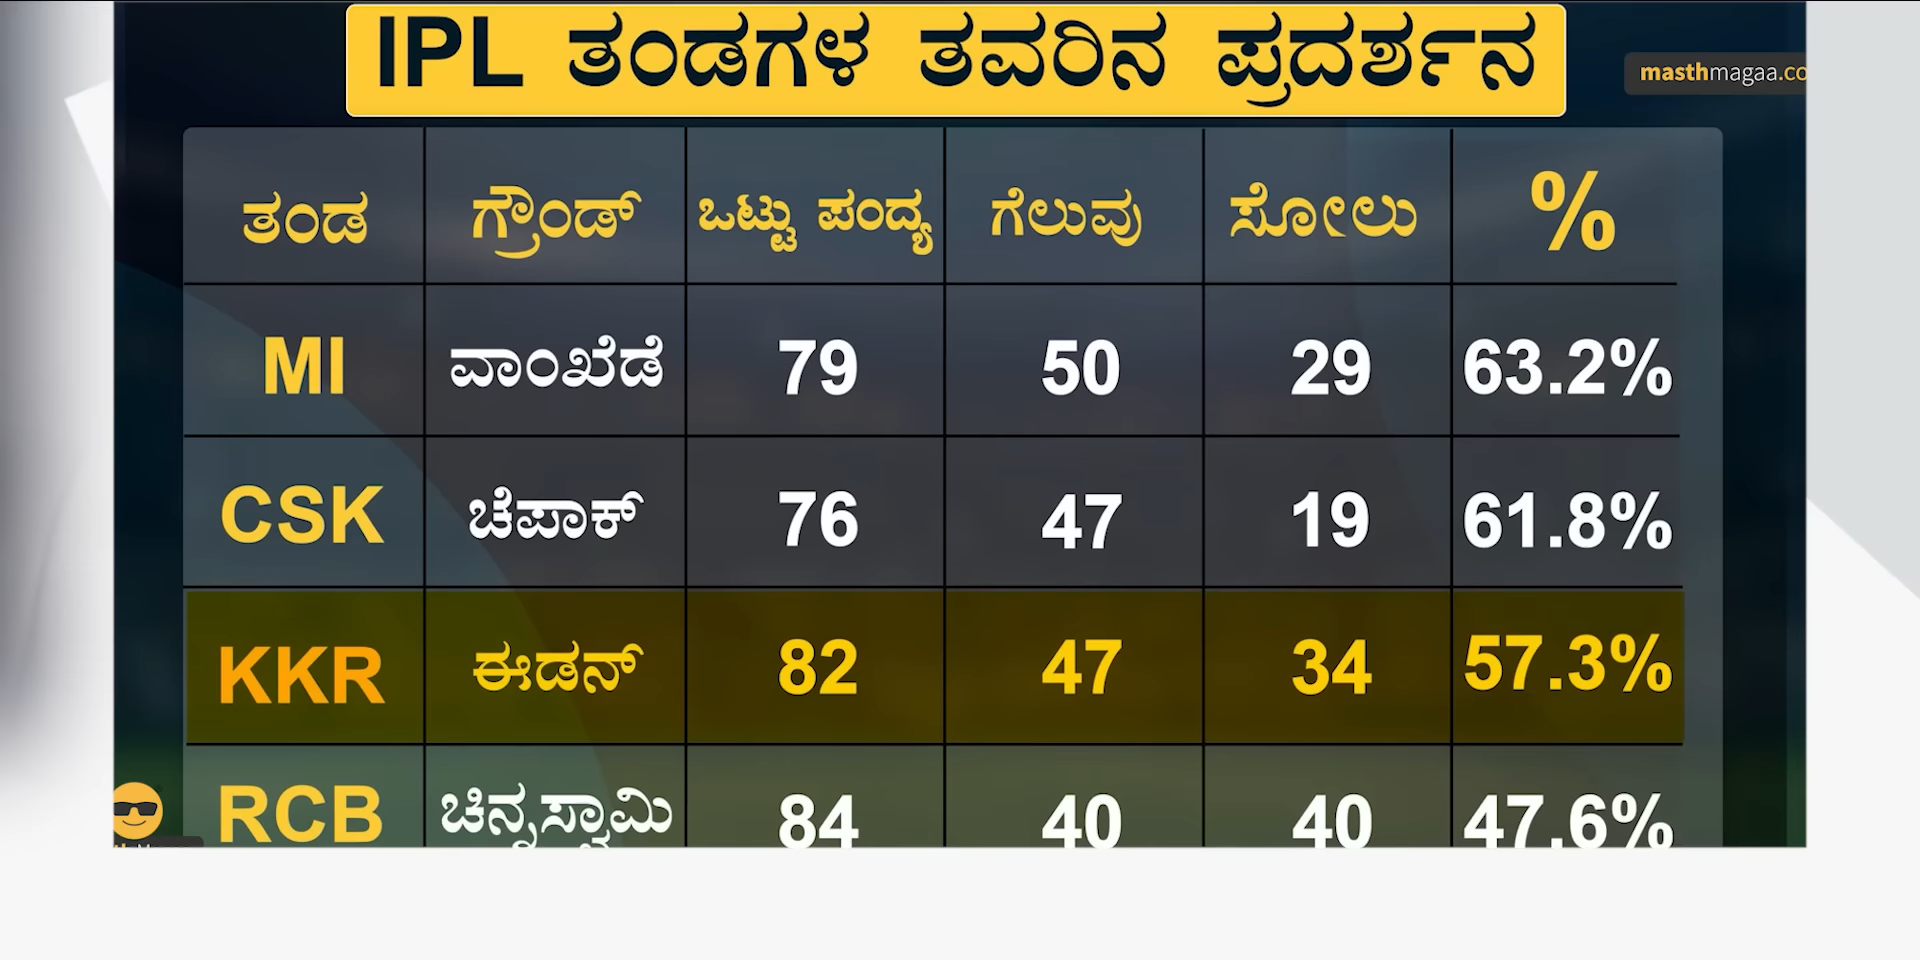 IPL ತಂಡಗಳ ತವರಿನ ಪ್ರದರ್ಶನ
masthmagaa.co
ತಂಡ ಗ್ರೌಂಡ್ ಒಟ್ಟು ಪಂದ್ಯ ಗೆಲುವು ಸೋಲು %
MI ವಾಂಖೆಡೆ 79 50 29 63.2%
CSK ಚೆಪಾಕ್ 76 47 19 61.8%
KKR ಈಡನ್ 82 47 34 57.3%
RCB ಚಿನ್ನಸ್ವಾಮಿ 84 40 40 47.6%